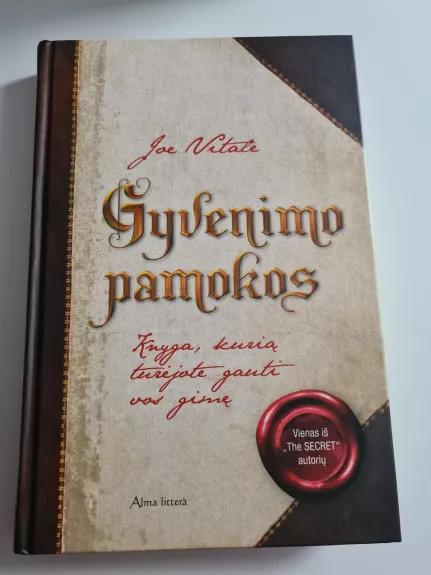 Joe Vitale
Gyvenimo
pamokos
Knyga, kurią
turėjote gauti
vos gimę
Vienas iš
„The SECRET“
autorių
Alma littera